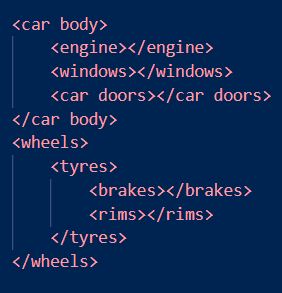 <car body>
    <engine></engine>
    <windows></windows>
    <car doors></car doors>
</car body>
<wheels>
    <tyres>
        <brakes></brakes>
        <rims></rims>
    </tyres>
</wheels>